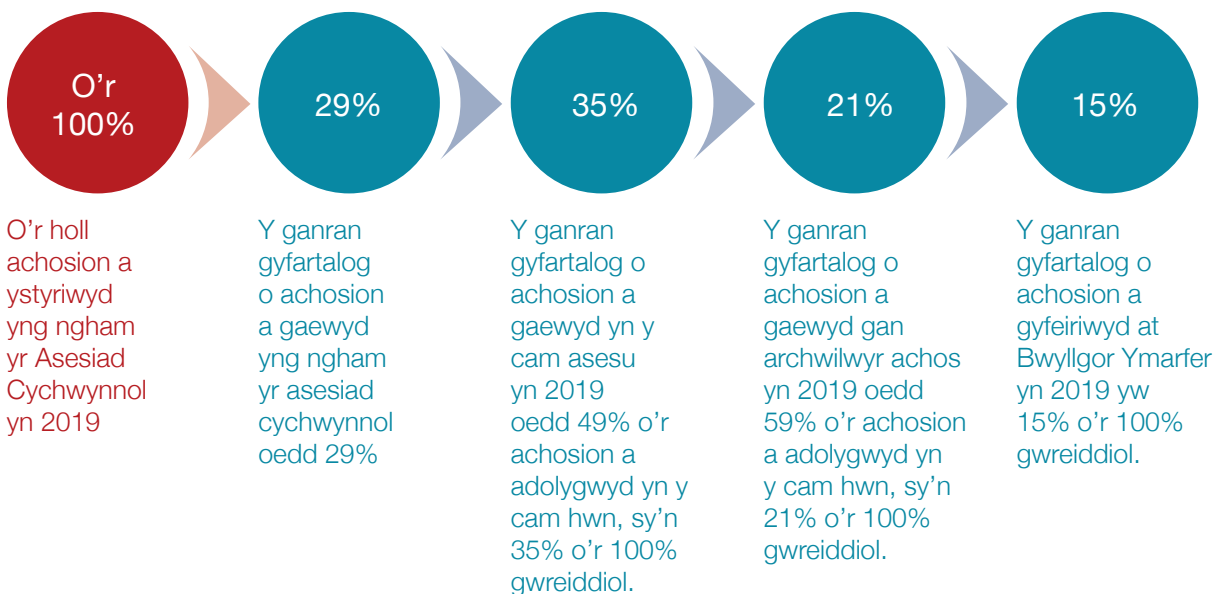 O’r
100%
29%
35%
21%
15%
O’r holl
achosion a
ystyriwyd
yng ngham
yr Asesiad
Cychwynnol
yn 2019
Y ganran
gyfartalog
o achosion
a gaewyd
yng ngham
yr asesiad
cychwynnol
oedd 29%
Y ganran
gyfartalog o
achosion a
gaewyd yn y
cam asesu
yn 2019
oedd 49% o’r
achosion a
adolygwyd yn y
cam hwn, sy’n
35% o’r 100%
gwreiddiol.
Y ganran
gyfartalog o
achosion a
gaewyd gan
archwilwyr achos
yn 2019 oedd
59% o’r achosion
a adolygwyd yn
y cam hwn, sy’n
21% o’r 100%
gwreiddiol.
Y ganran
gyfartalog o
achosion a
gyfeiriwyd at
Bwyllgor Ymarfer
yn 2019 yw
15% o’r 100%
gwreiddiol.